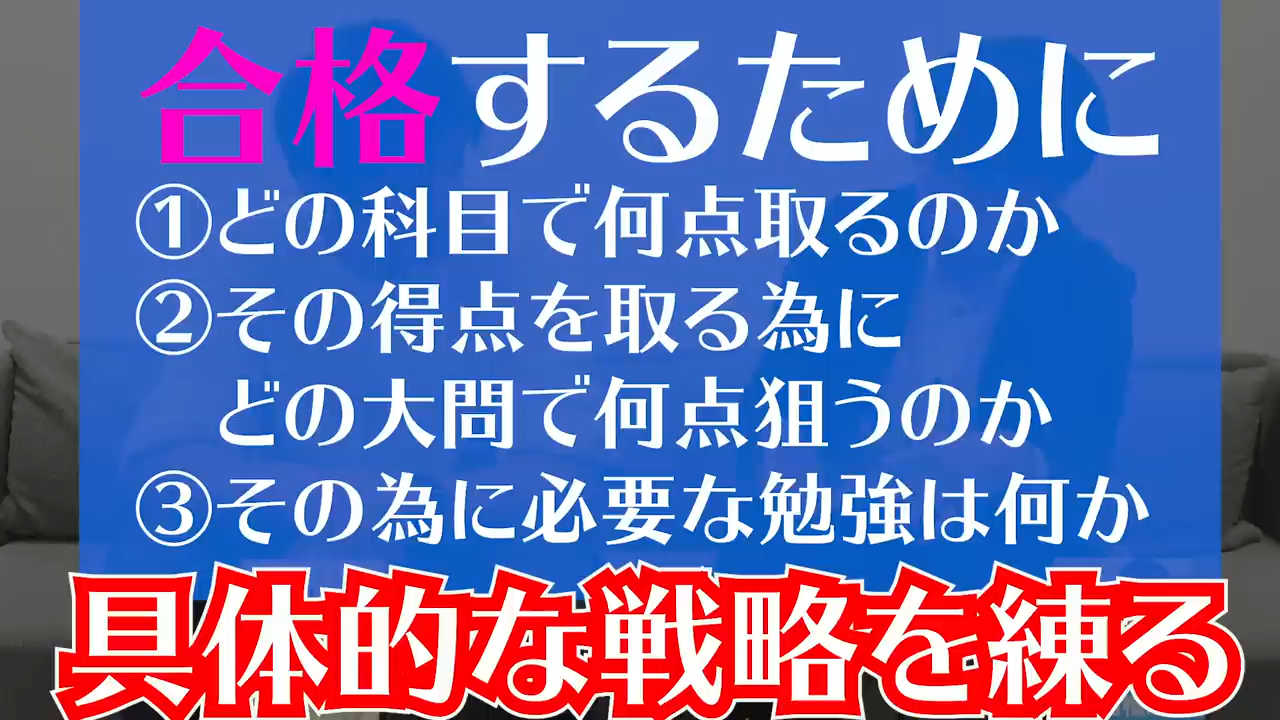 合格するために
①どの科目で何点取るのか
②その得点を取る為に
どの大問で何点狙うのか
③その為に必要な勉強は何か
具体的な戦略を練る